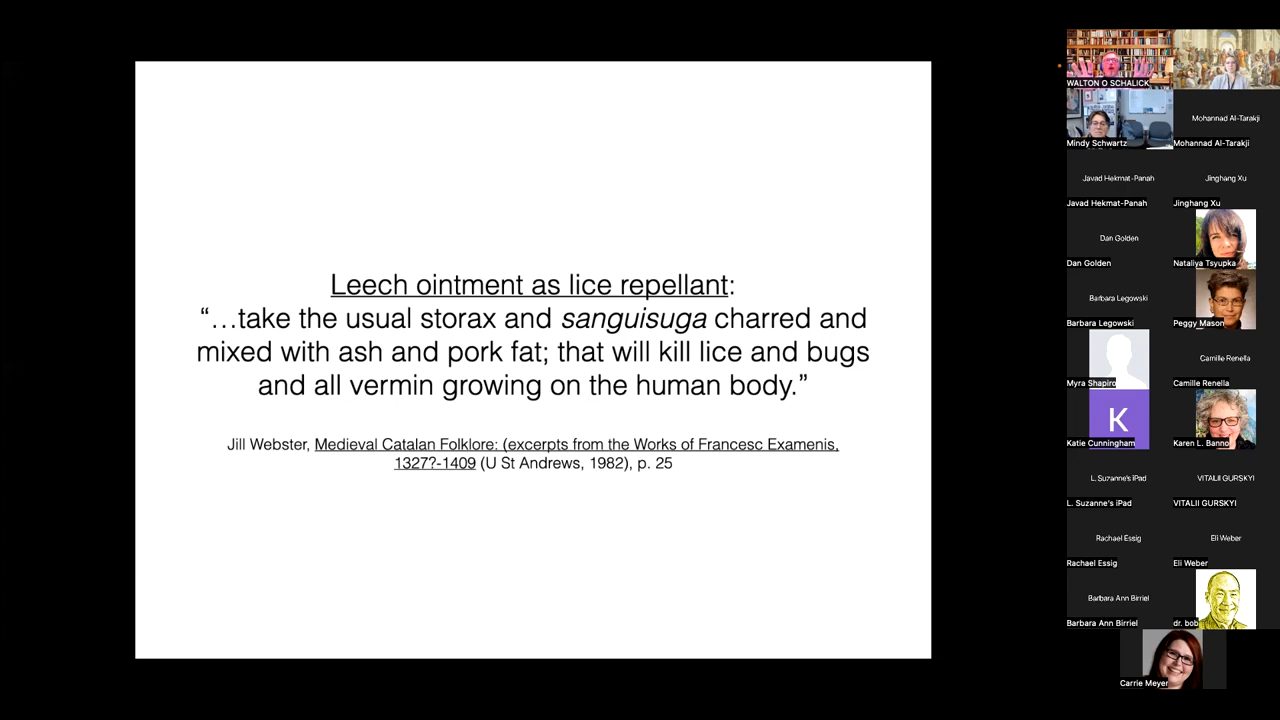 Leech ointment as lice repellant:
“…take the usual storax and sanguisuga charred and
mixed with ash and pork fat; that will kill lice and bugs
and all vermin growing on the human body.”
Jill Webster, Medieval Catalan Folklore: (excerpts from the Works of Francesc Examenis,
1327?-1409 (U St Andrews, 1982), p. 25
WALTON O SCHALICK
Mindy Schwartz
Mohannad Al-Tarakji
Mohannad Al-Tarakji
Javad Hekmat-Panah
Javad Hekmat-Panah
Jinghang Xu
Jinghang Xu
Dan Golden
Dan Golden
Nataliya Tsyupka
Barbara Legowski
Barbara Legowski
Peggy Mason
Myra Shapiro
Camille Renella
Camille Renella
K
Katie Cunningham
Karen L. Banno
L. Suzanne's iPad
L. Suzanne's iPad
VITALII GURSKYI
VITALII GURSKYI
Rachael Essig
Rachael Essig
Eli Weber
Eli Weber
Barbara Ann Birriel
Barbara Ann Birriel
dr. bob
Carrie Meyer